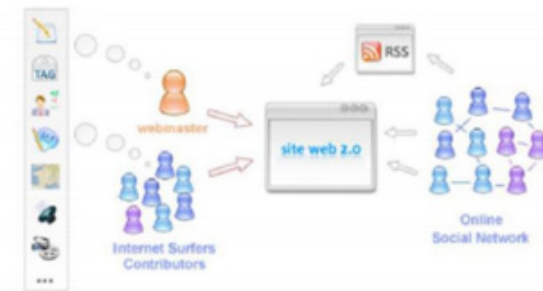 TAG
RSS
webmaster
site web 2.0
Internet Surfers
Contributors
Online
Social Network
...